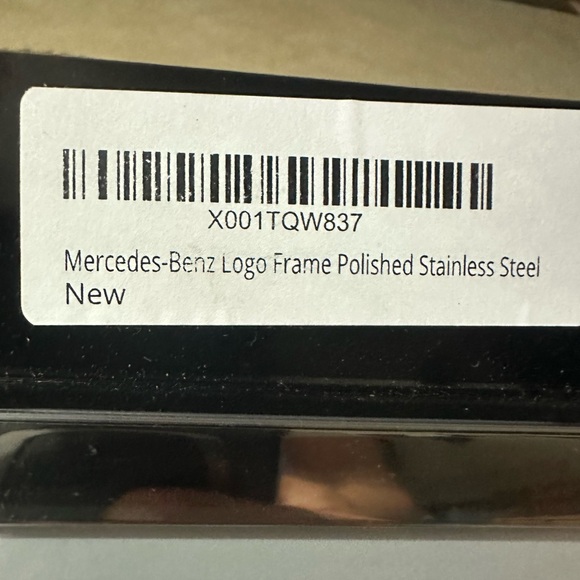 X001TQW837
Mercedes-Benz Logo Frame Polished Stainless Steel
New